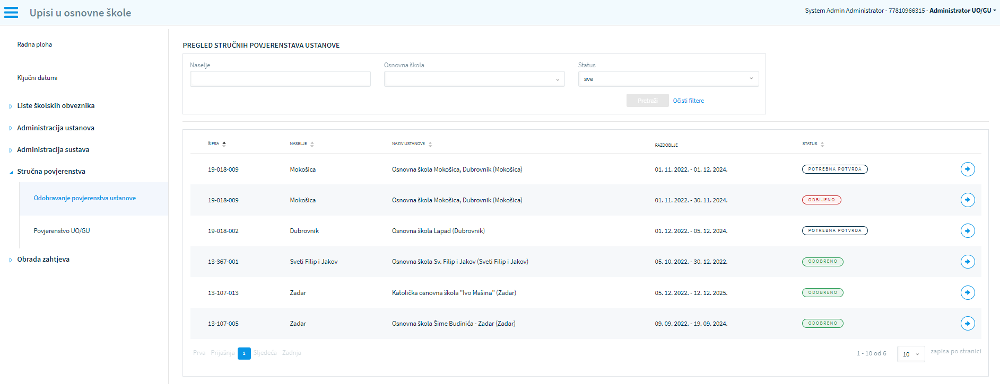 Upisi u osnovne škole
System Admin Administrator - 77810966315 - Administrator UO/GU
Radna ploha
Ključni datumi
Liste školskih obveznika
Administracija ustanova
Administracija sustava
Stručna povjerenstva
Odobravanje povjerenstva ustanove
Povjerenstvo UO/GU
Obrada zahtjeva
PREGLED STRUČNIH POVJERENSTAVA USTANOVE
Naselje Osnovna škola Status
sve
Pretraži Očisti filtere
ŠIFRA NASELJE NAZIV USTANOVE RAZDOBLJE STATUS
19-018-009 Mokošica Osnovna škola Mokošica, Dubrovnik (Mokošica) 01. 11. 2022. - 01. 12. 2024. POTREBNA POTVRDA
19-018-009 Mokošica Osnovna škola Mokošica, Dubrovnik (Mokošica) 01. 11. 2022. - 30. 11. 2024. ODBIJENO
19-018-002 Dubrovnik Osnovna škola Lapad (Dubrovnik) 01. 12. 2022. - 05. 12. 2024. POTREBNA POTVRDA
13-367-001 Sveti Filip i Jakov Osnovna škola Sv. Filip i Jakov (Sveti Filip i Jakov) 05. 10. 2022. - 30. 12. 2022. ODOBRENO
13-107-013 Zadar Katolička osnovna škola "Ivo Mašina" (Zadar) 05. 12. 2022. - 12. 12. 2025. ODOBRENO
13-107-005 Zadar Osnovna škola Šime Budinića - Zadar (Zadar) 09. 09. 2022. - 19. 09. 2024. ODOBRENO
Prva Prijašnja 1 Sljedeća Zadnja 1 - 10 od 6 10 zapisa po stranici